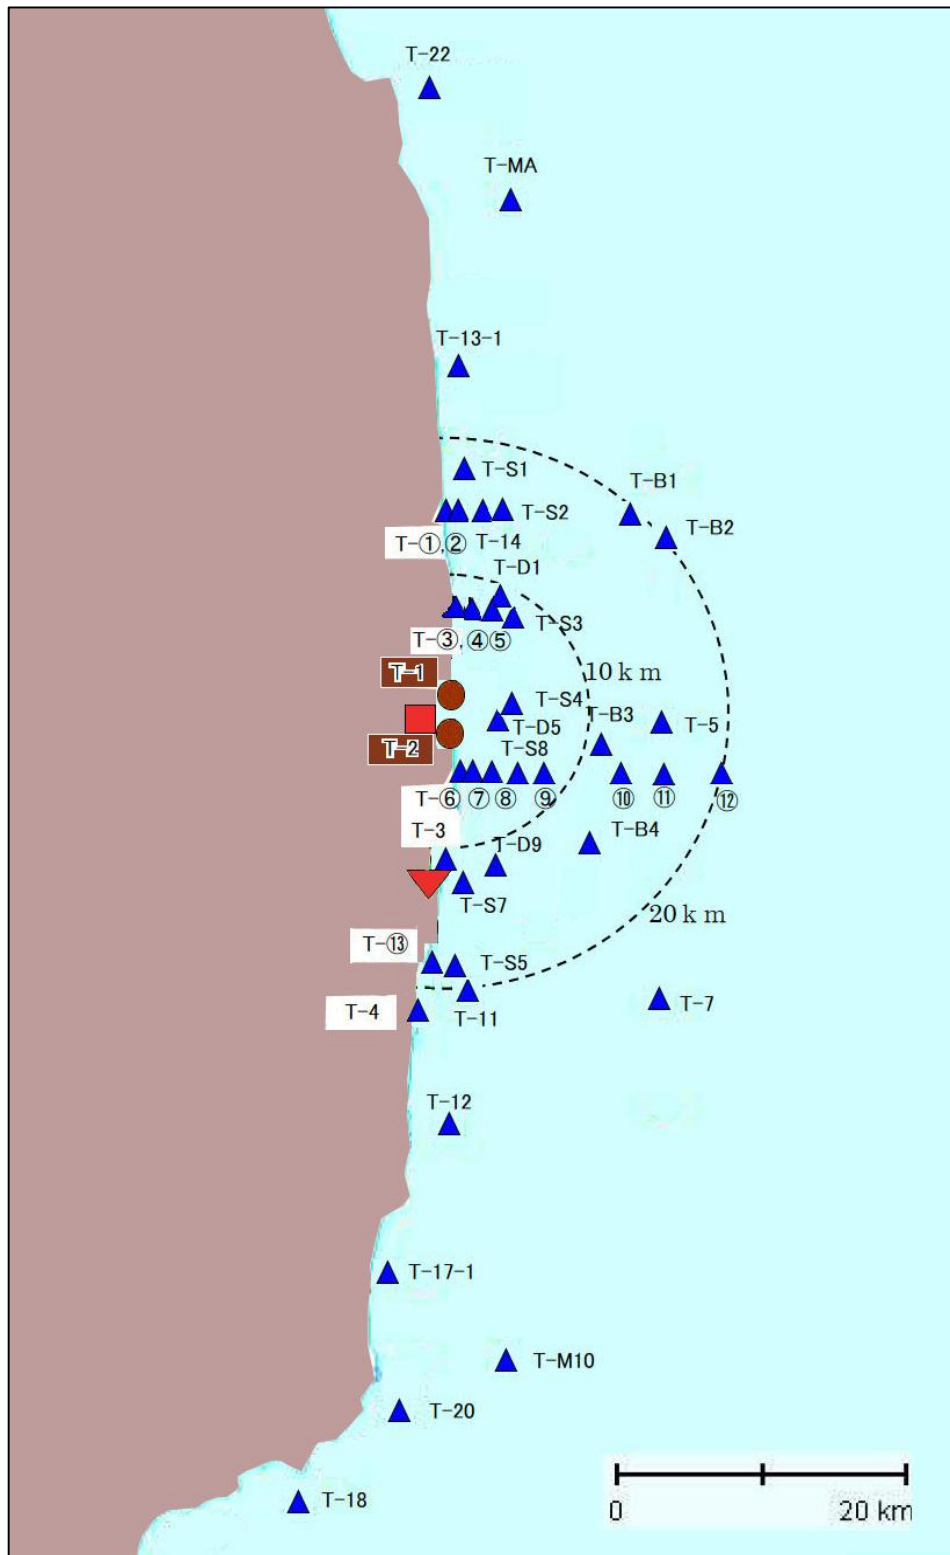 T-22
T-MA
T-13-1
T-S1
T-B1
T-S2
T-B2
T-①,② T-14
T-D1
T-S3
T-③,④⑤
T-1
10 km
T-S4
T-B3
T-5
T-D5
T-2
T-S8
T-⑥ ⑦ ⑧ ⑨ ⑩ ⑪ ⑫
T-3
T-B4
T-D9
T-S7
20 km
T-⑬
T-S5
T-7
T-4
T-11
T-12
T-17-1
T-M10
T-20
T-18
0 20 km